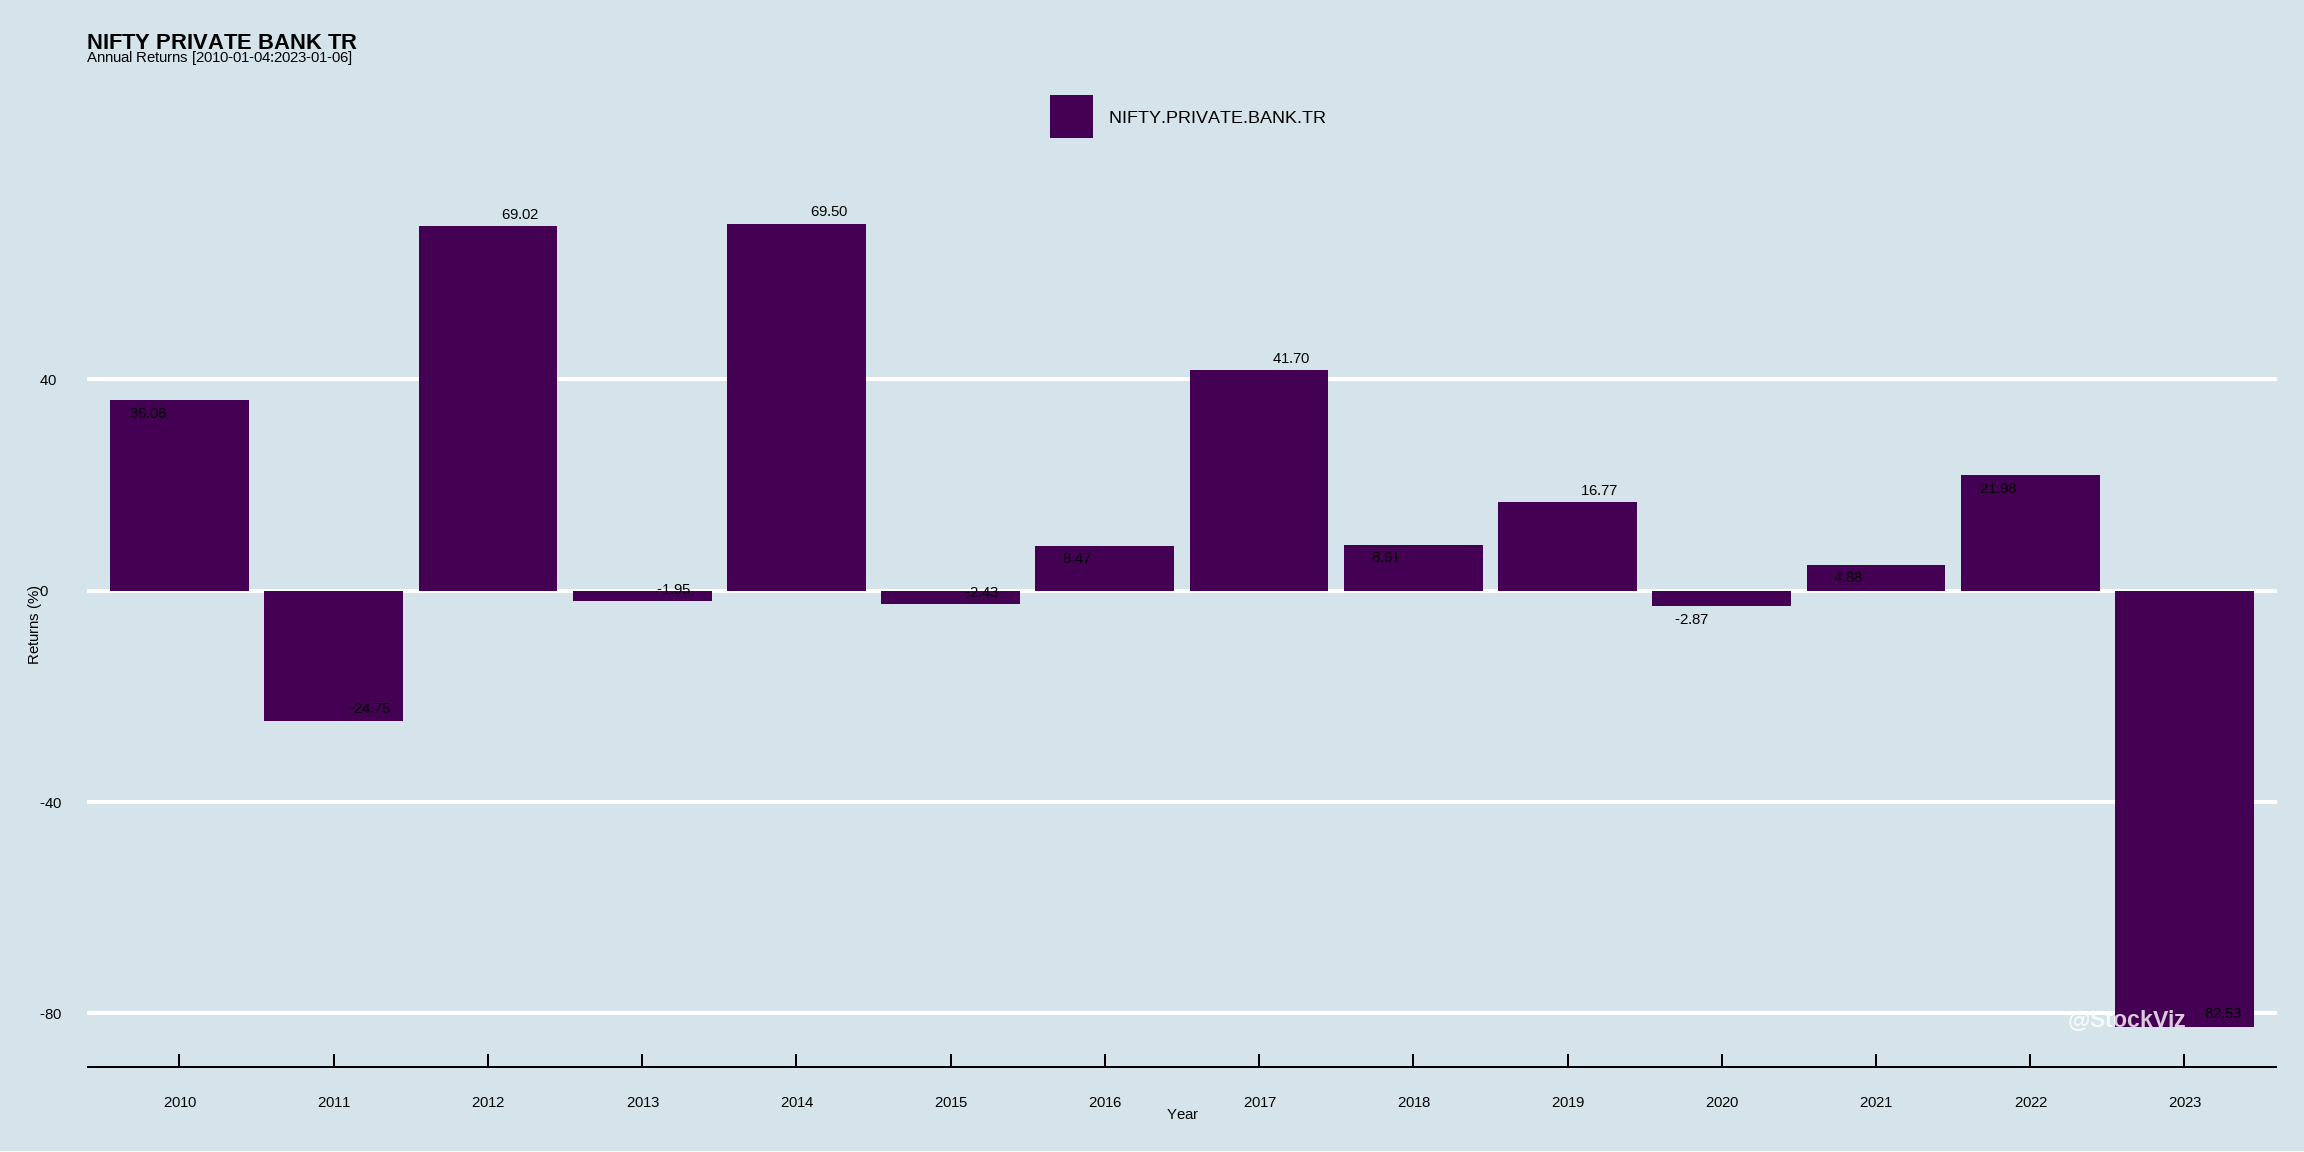 NIFTY PRIVATE BANK TR
Annual Returns [2010-01-04:2023-01-06]
NIFTY.PRIVATE.BANK.TR
69.02
69.50
41.70
40
36.08
16.77
21.98
8.47
8.61
4.88
0
-1.95
-2.43
-2.87
Returns (%)
-24.75
-40
-80
-82.53
@StockViz
2010 2011 2012 2013 2014 2015 2016 2017 2018 2019 2020 2021 2022 2023
Year